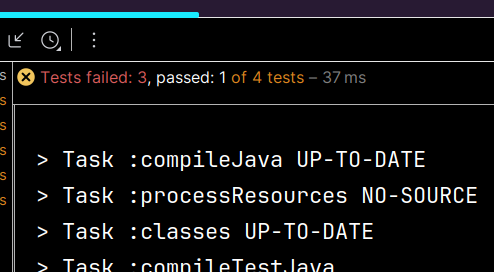 Tests failed: 3, passed: 1 of 4 tests – 37 ms
s
s
s
s
s
s
> Task :compileJava UP-TO-DATE
> Task :processResources NO-SOURCE
> Task :classes UP-TO-DATE
> Task :compileTestJava